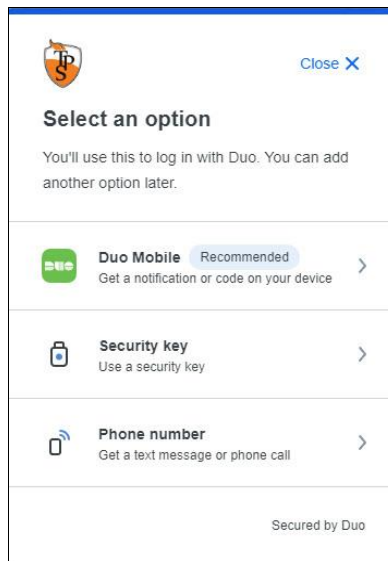 TPS
Close
Select an option
You'll use this to log in with Duo. You can add
another option later.
DUO
Duo Mobile Recommended
Get a notification or code on your device
Security key
Use a security key
Phone number
Get a text message or phone call
Secured by Duo